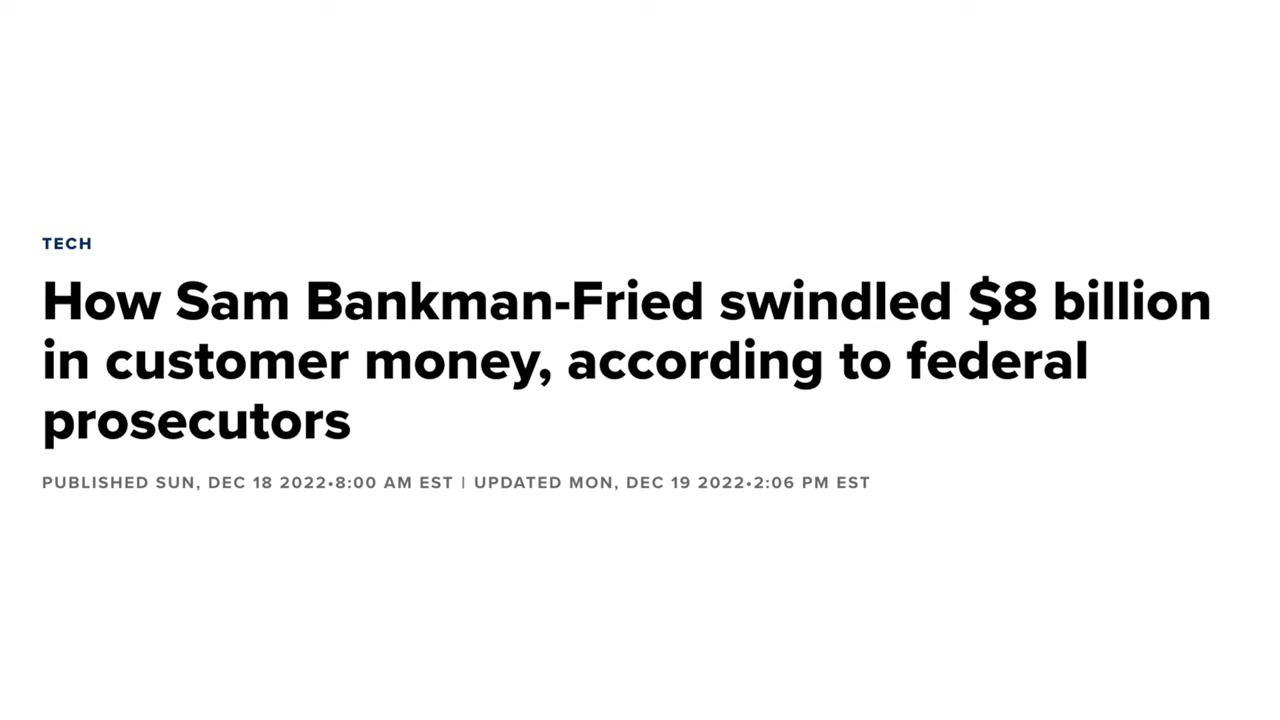 TECH
How Sam Bankman-Fried swindled $8 billion
in customer money, according to federal
prosecutors
PUBLISHED SUN, DEC 18 2022•8:00 AM EST | UPDATED MON, DEC 19 2022•2:06 PM EST